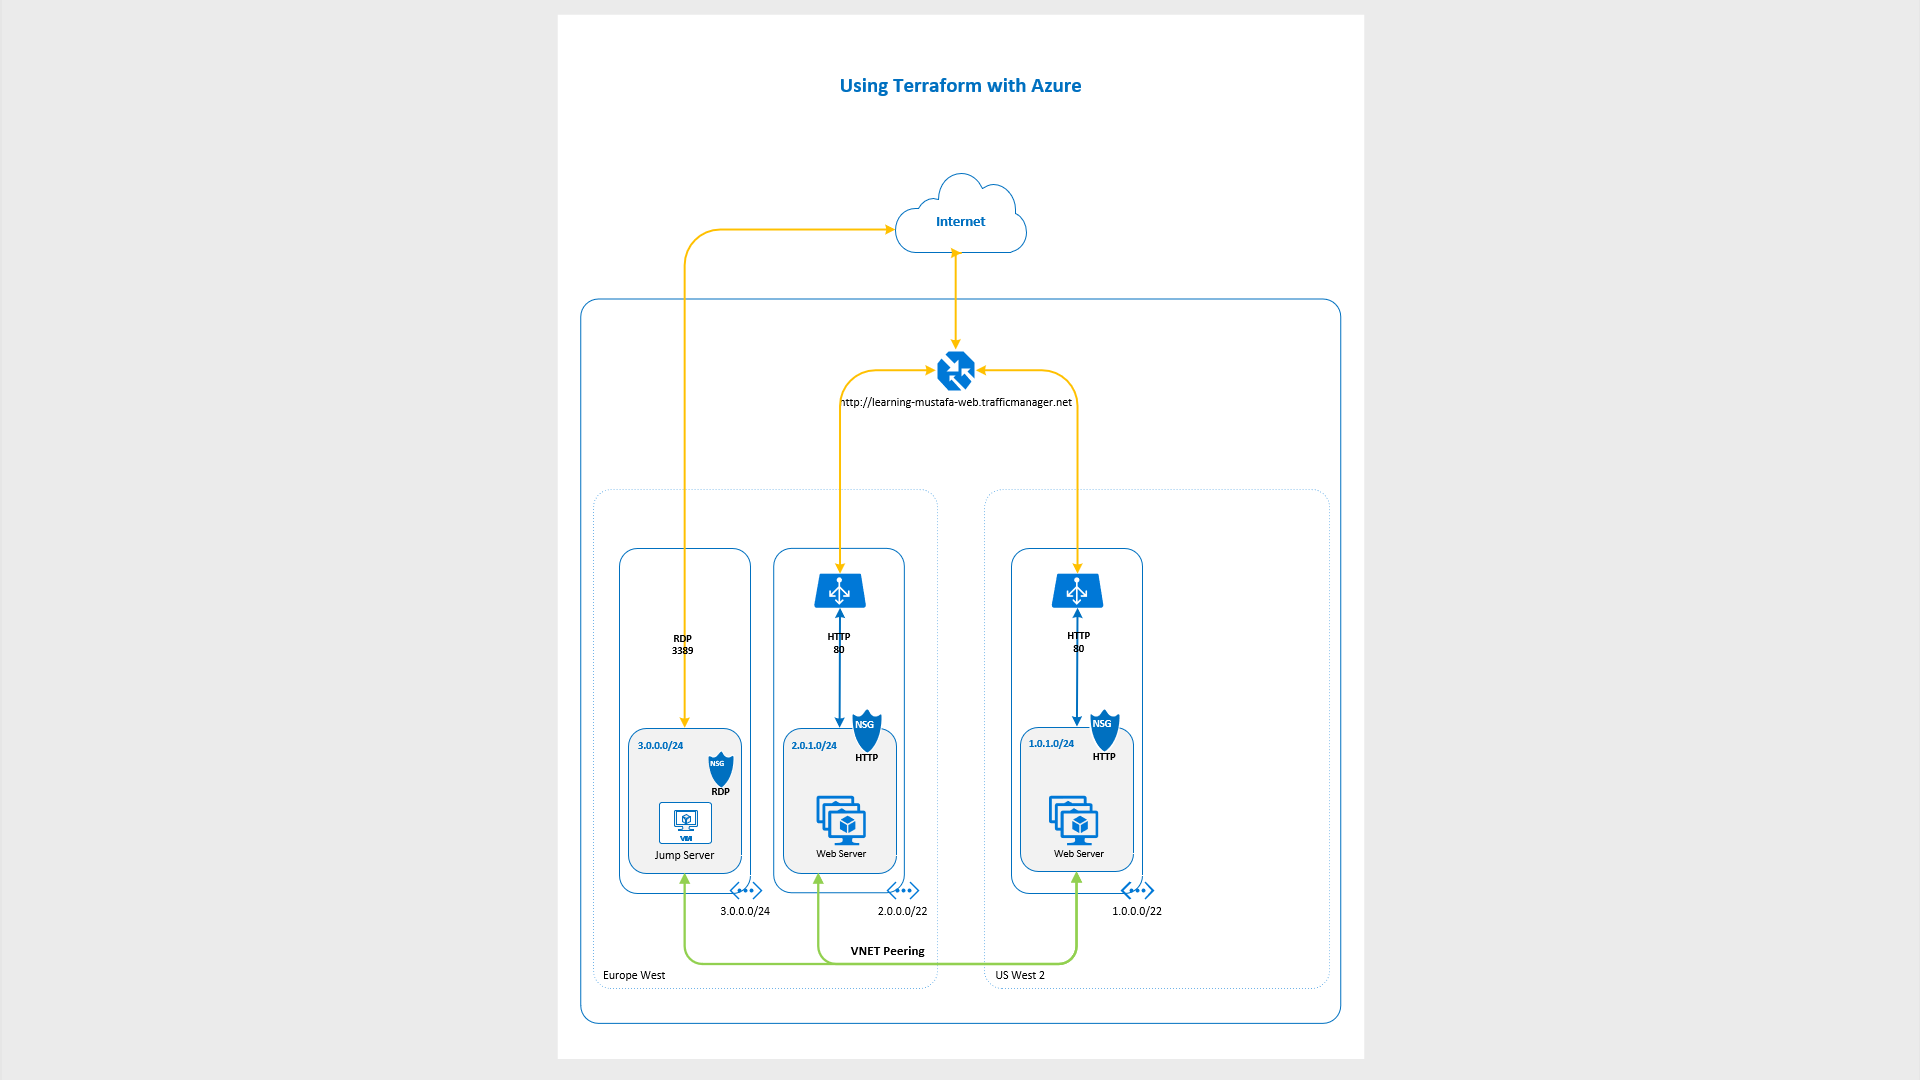 Using Terraform with Azure
Internet
http://learning-mustafa-web.trafficmanager.net
RDP
3389
HTTP
80
HTTP
80
3.0.0.0/24
NSG
RDP
VM
Jump Server
2.0.1.0/24
NSG
HTTP
Web Server
1.0.1.0/24
NSG
HTTP
Web Server
3.0.0.0/24
2.0.0.0/22
1.0.0.0/22
VNET Peering
Europe West
US West 2